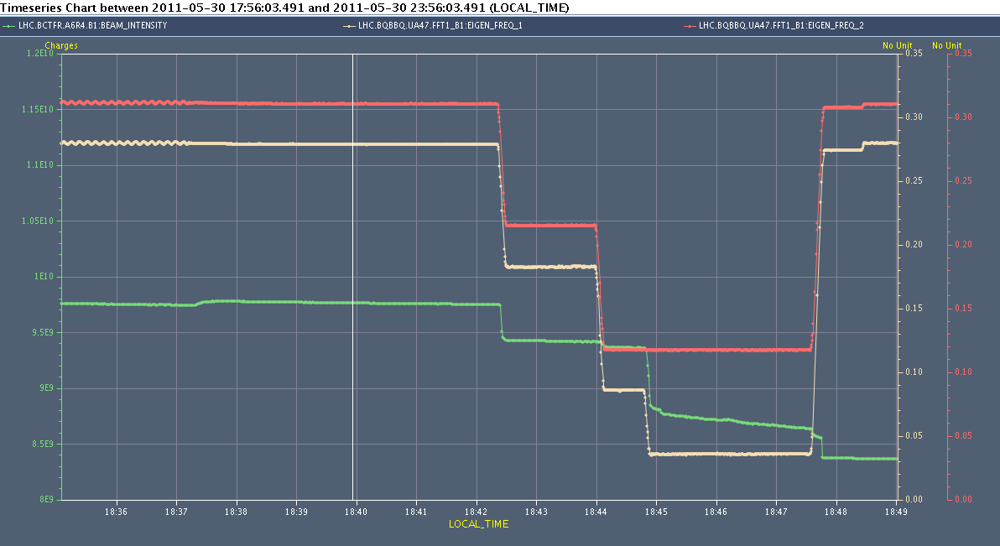 Timeseries Chart between 2011-05-30 17:56:03.491 and 2011-05-30 23:56:03.491 (LOCAL_TIME)
LHC.BCTFR.A6R4.B1:BEAM_INTENSITY LHC.BQBBQ.UA47.FFT1_B1:EIGEN_FREQ_1 LHC.BQBBQ.UA47.FFT1_B1:EIGEN_FREQ_2
Charges No Unit No Unit
1.2E10 0.35 0.35
1.15E10 0.30 0.30
1.1E10 0.25 0.25
1.05E10 0.20 0.20
1E10 0.15 0.15
9.5E9 0.10 0.10
9E9 0.05 0.05
8.5E9
8E9 0.00 0.00
18:36 18:37 18:38 18:39 18:40 18:41 18:42 18:43 18:44 18:45 18:46 18:47 18:48 18:49
LOCAL_TIME